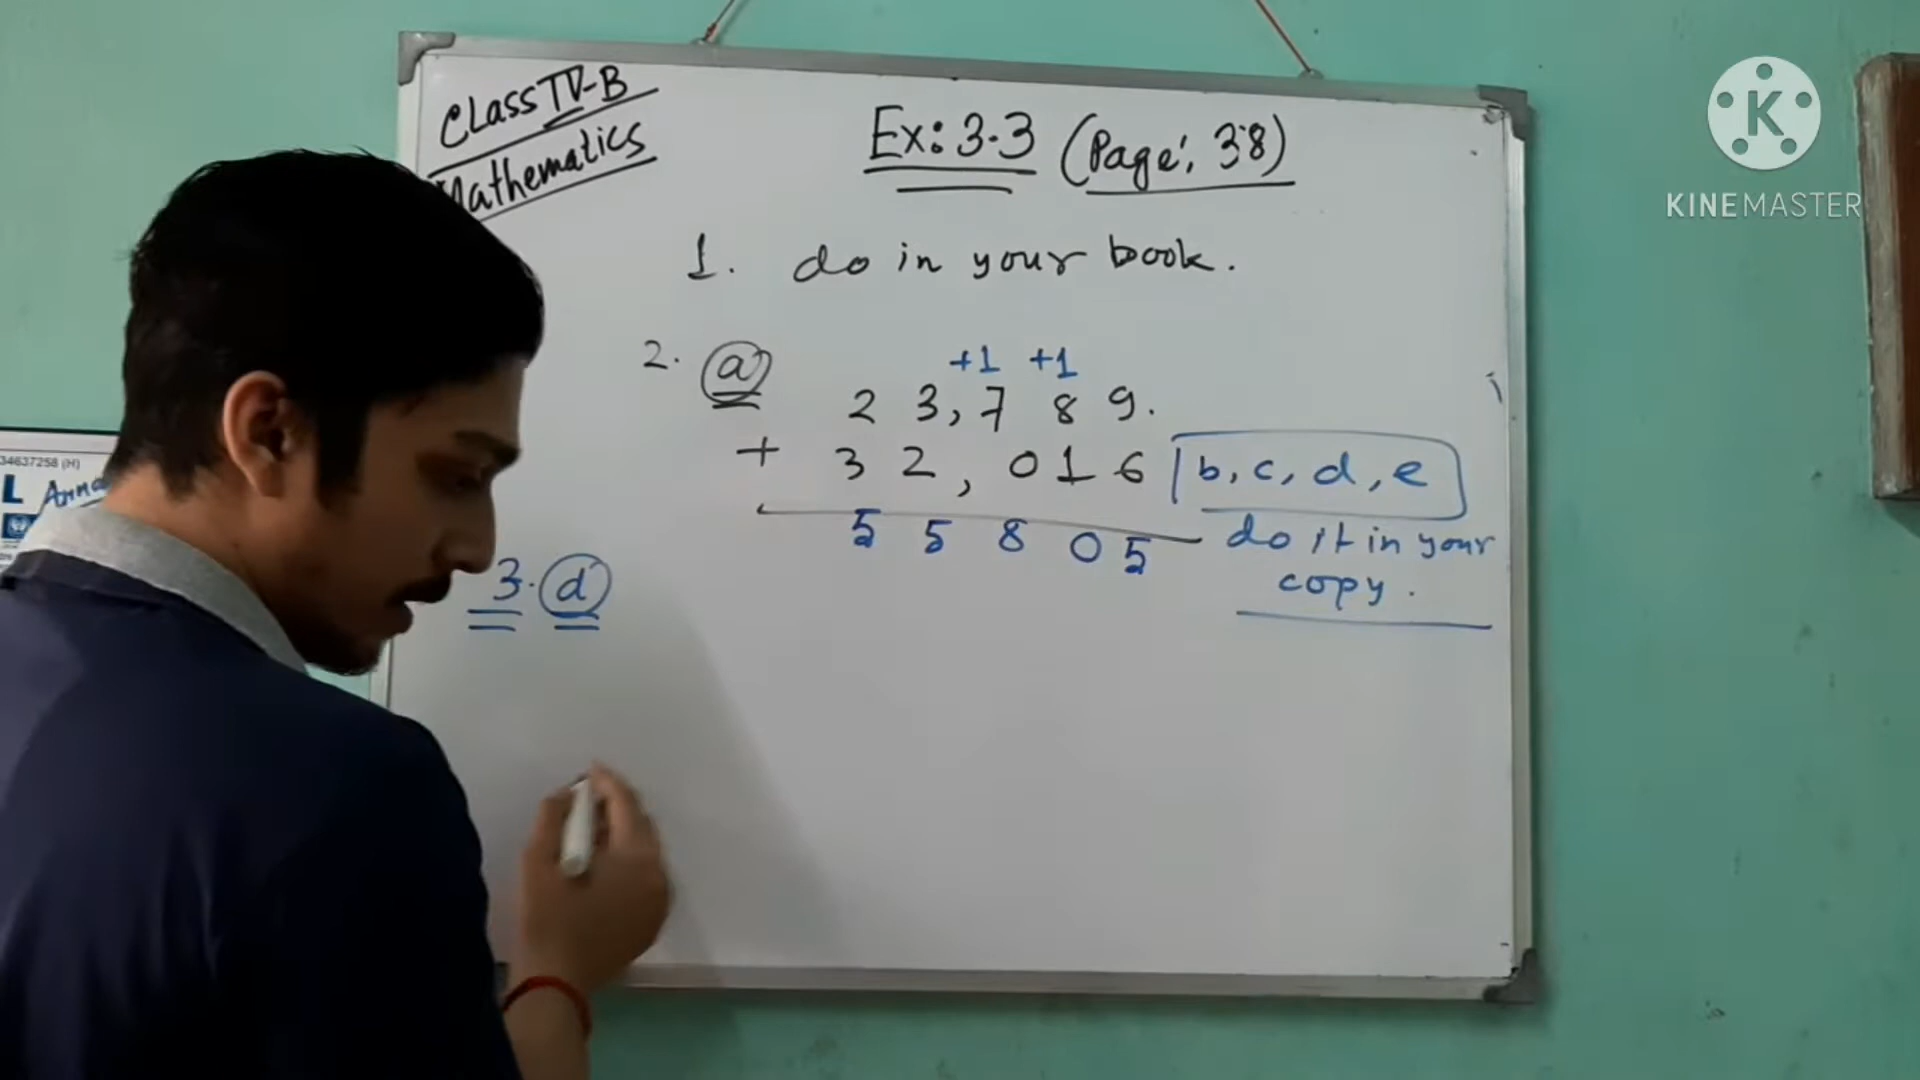 Class IV-B
Mathematics
Ex: 3.3 (Page: 38)
1. do in your book.
2. (a)
+1 +1
2 3, 7 8 9.
+ 3 2, 0 1 6
5 5 8 0 5
b, c, d, e
do it in your
copy.
3. (d)
34637258 (H)
L
K
KINEMASTER